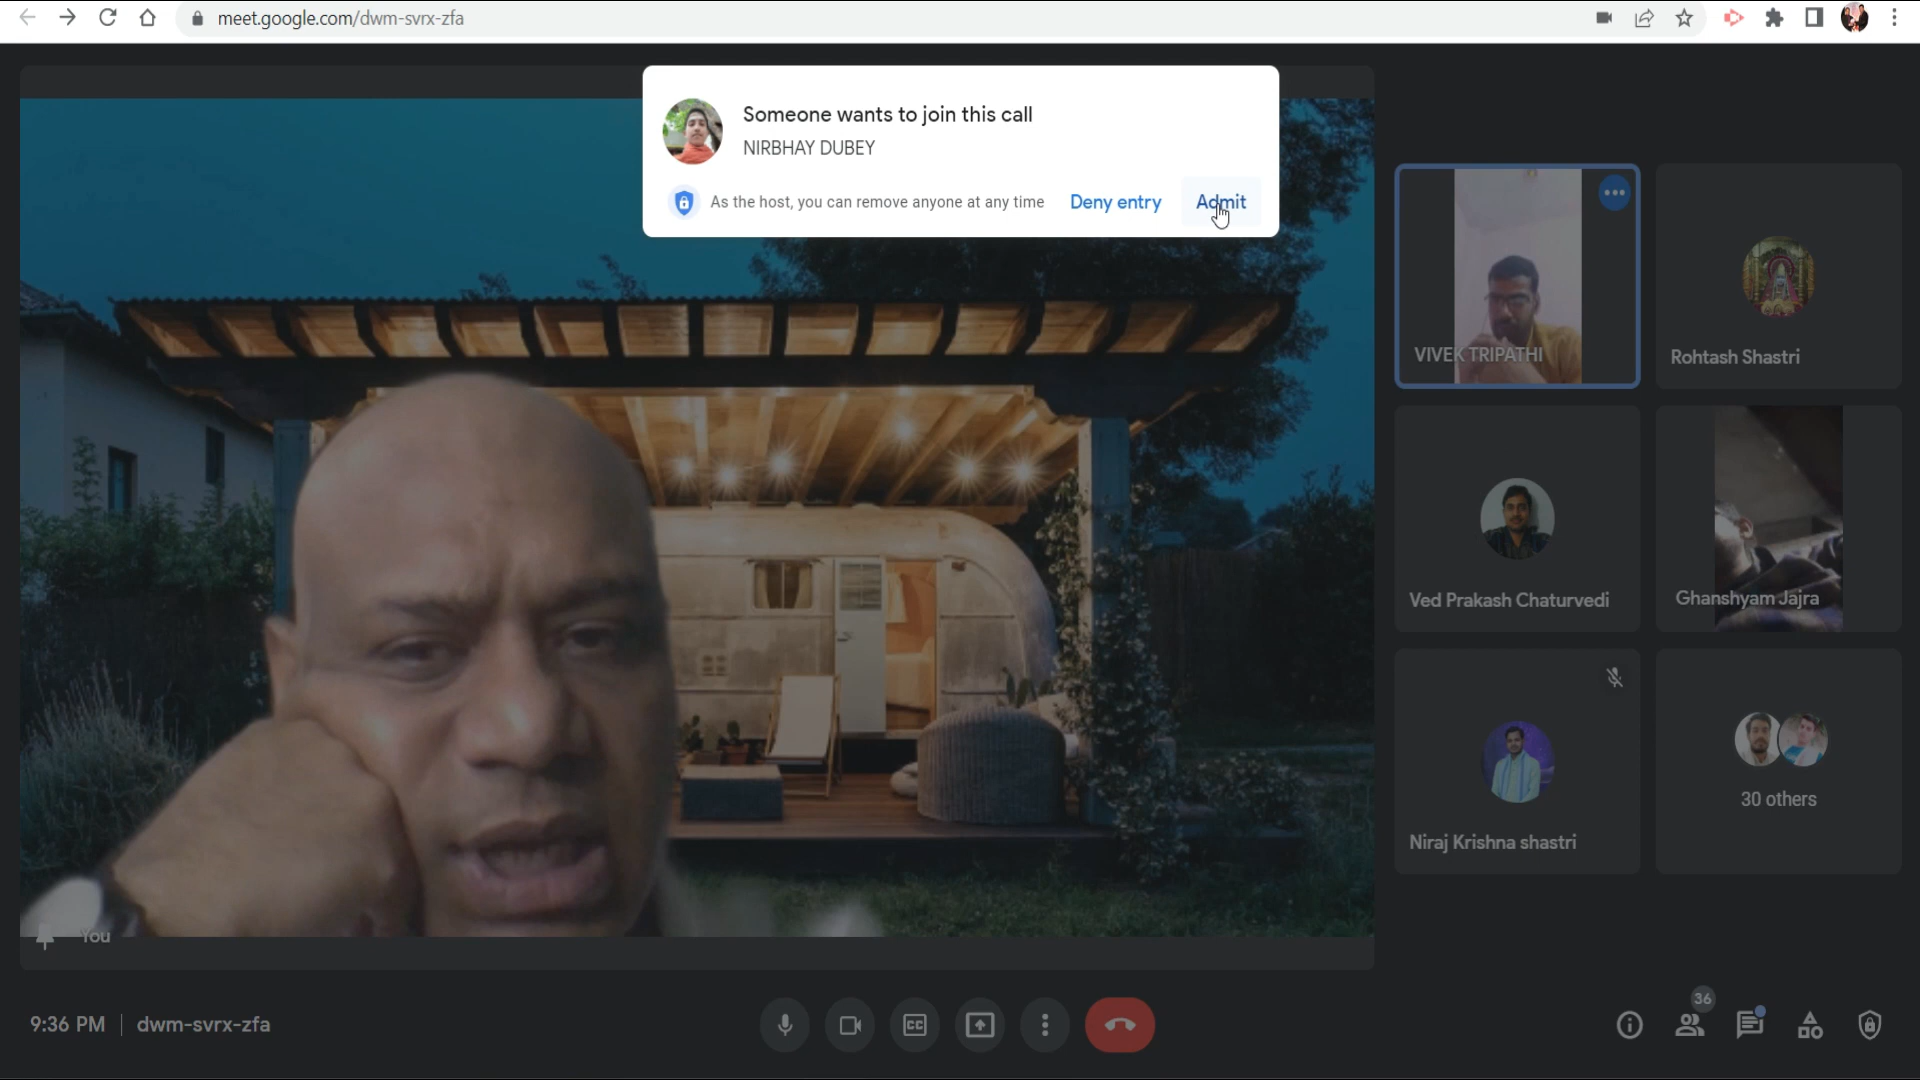 meet.google.com/dwm-svrx-zfa
Someone wants to join this call
NIRBHAY DUBEY
As the host, you can remove anyone at any time
Deny entry
Admit
VIVEK TRIPATHI
Rohtash Shastri
Ved Prakash Chaturvedi
Ghanshyam Jajra
Niraj Krishna shastri
30 others
You
9:36 PM
dwm-svrx-zfa
CC
36